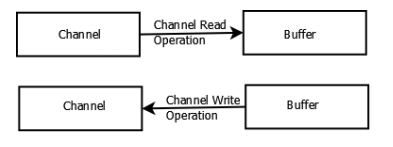 Channel
Channel Read
Operation
Buffer
Channel
Channel Write
Operation
Buffer